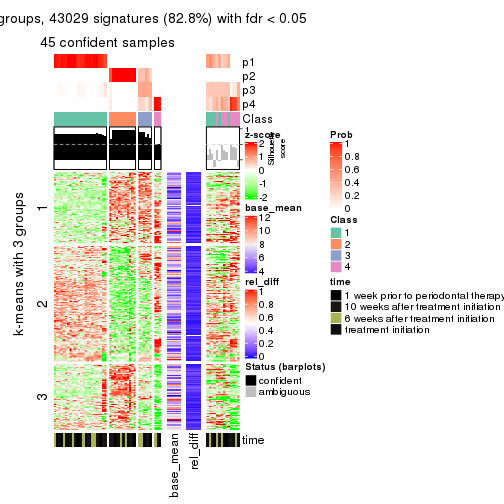 groups, 43029 signatures (82.8%) with fdr < 0.05
45 confident samples
p1
p2
p3
p4
Class
1
Silhouette
score
k-means with 3 groups
1
2
3
time
base_mean
rel_diff
z-score
2
1
0
-1
-2
base_mean
12
10
8
6
4
rel_diff
1
0.8
0.6
0.4
0.2
0
Status (barplots)
confident
ambiguous
Prob
1
0.8
0.6
0.4
0.2
0
Class
1
2
3
4
time
1 week prior to periodontal therapy
10 weeks after treatment initiation
6 weeks after treatment initiation
treatment initiation